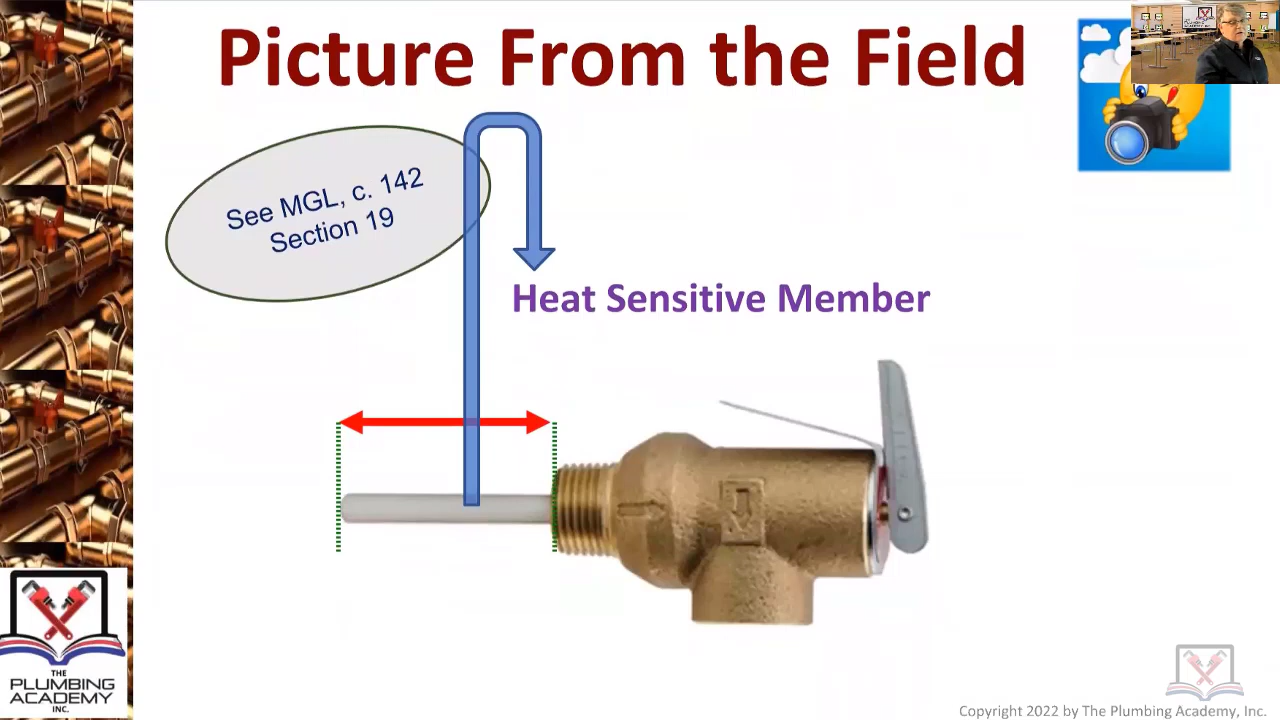 Picture From the Field
See MGL, c. 142
Section 19
Heat Sensitive Member
THE
PLUMBING
ACADEMY
INC.
Copyright 2022 by The Plumbing Academy, Inc.